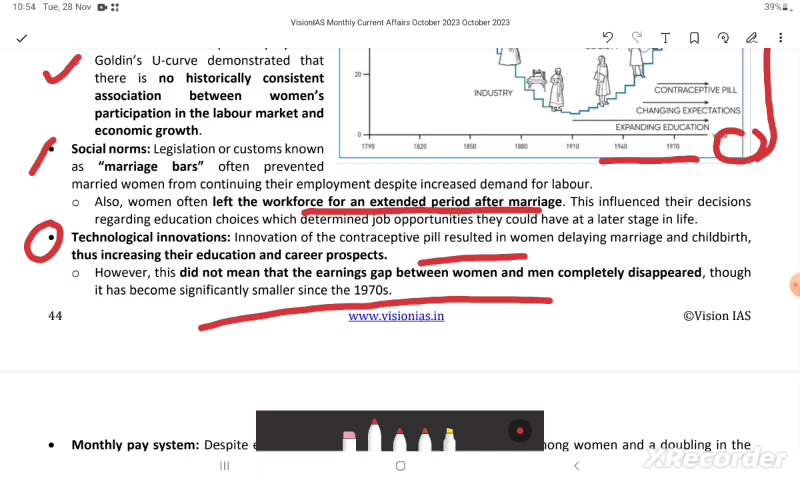 10:54 Tue, 28 Nov
39%
VisionIAS Monthly Current Affairs October 2023 October 2023
Goldin's U-curve demonstrated that
there is no historically consistent
association between women's
participation in the labour market and
economic growth.
20
0
INDUSTRY
CONTRACEPTIVE PILL
CHANGING EXPECTATIONS
EXPANDING EDUCATION
1790 1820 1850 1880 1910 1940 1970
• Social norms: Legislation or customs known
as "marriage bars" often prevented
married women from continuing their employment despite increased demand for labour.
o Also, women often left the workforce for an extended period after marriage. This influenced their decisions
regarding education choices which determined job opportunities they could have at a later stage in life.
• Technological innovations: Innovation of the contraceptive pill resulted in women delaying marriage and childbirth,
thus increasing their education and career prospects.
o However, this did not mean that the earnings gap between women and men completely disappeared, though
it has become significantly smaller since the 1970s.
44 www.visionias.in ©Vision IAS
• Monthly pay system: Despite women and a doubling in the
XRecorder